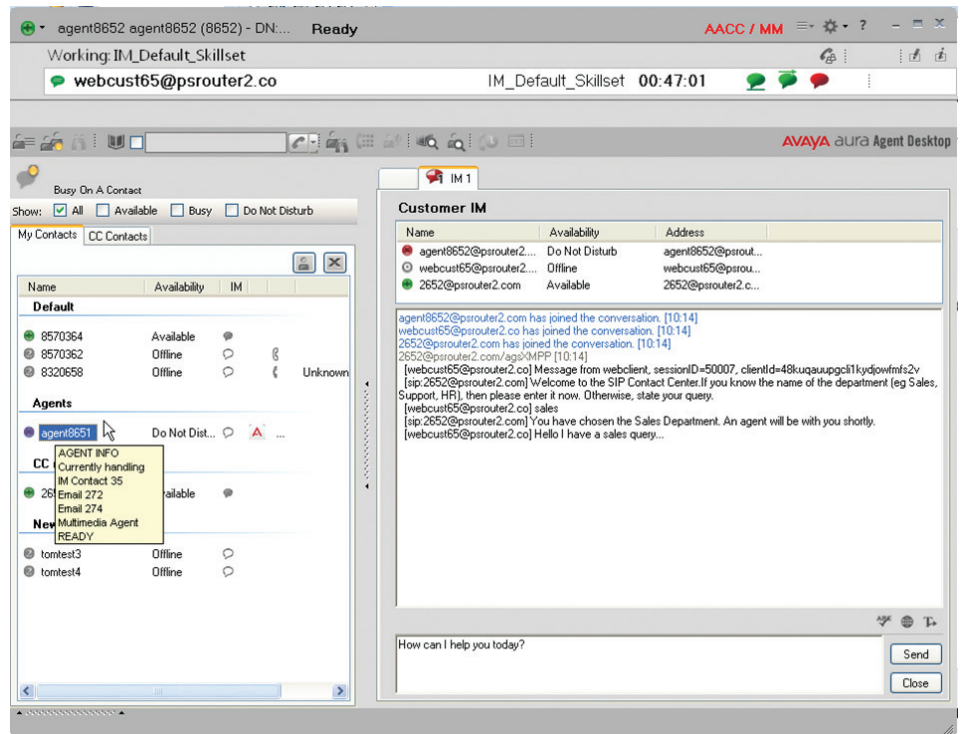 agent8652 agent8652 (8652) - DN:... Ready AACC / MM ?
Working: IM_Default_Skillset
webcust65@psrouter2.co IM_Default_Skillset 00:47:01
AVAYA aura Agent Desktop
Busy On A Contact
Show: All Available Busy Do Not Disturb
My Contacts CC Contacts
Name Availability IM
Default
8570364 Available
8570362 Offline
8320658 Offline Unknown
Agents
agent8651 Do Not Dist... A ...
AGENT INFO
Currently handling
IM Contact 35
Email 272
Email 274
Multimedia Agent
READY
CC
26 ailable
New
tomtest3 Offline
tomtest4 Offline
IM 1
Customer IM
Name Availability Address
agent8652@psrouter2.... Do Not Disturb agent8652@psrout...
webcust65@psrouter2.... Offline webcust65@psrou...
2652@psrouter2.com Available 2652@psrouter2.c...
agent8652@psrouter2.com has joined the conversation. [10:14]
webcust65@psrouter2.co has joined the conversation. [10:14]
2652@psrouter2.com has joined the conversation. [10:14]
2652@psrouter2.com/agsXMPP [10:14]
[webcust65@psrouter2.co] Message from webclient, sessionID=50007, clientId=48kuqauupgcli1kydjowfmfs2v
[sip:2652@psrouter2.com] Welcome to the SIP Contact Center.If you know the name of the department (eg Sales,
Support, HR), then please enter it now. Otherwise, state your query.
[webcust65@psrouter2.co] sales
[sip:2652@psrouter2.com] You have chosen the Sales Department. An agent will be with you shortly.
[webcust65@psrouter2.co] Hello I have a sales query...
ABC
How can I help you today?
Send
Close